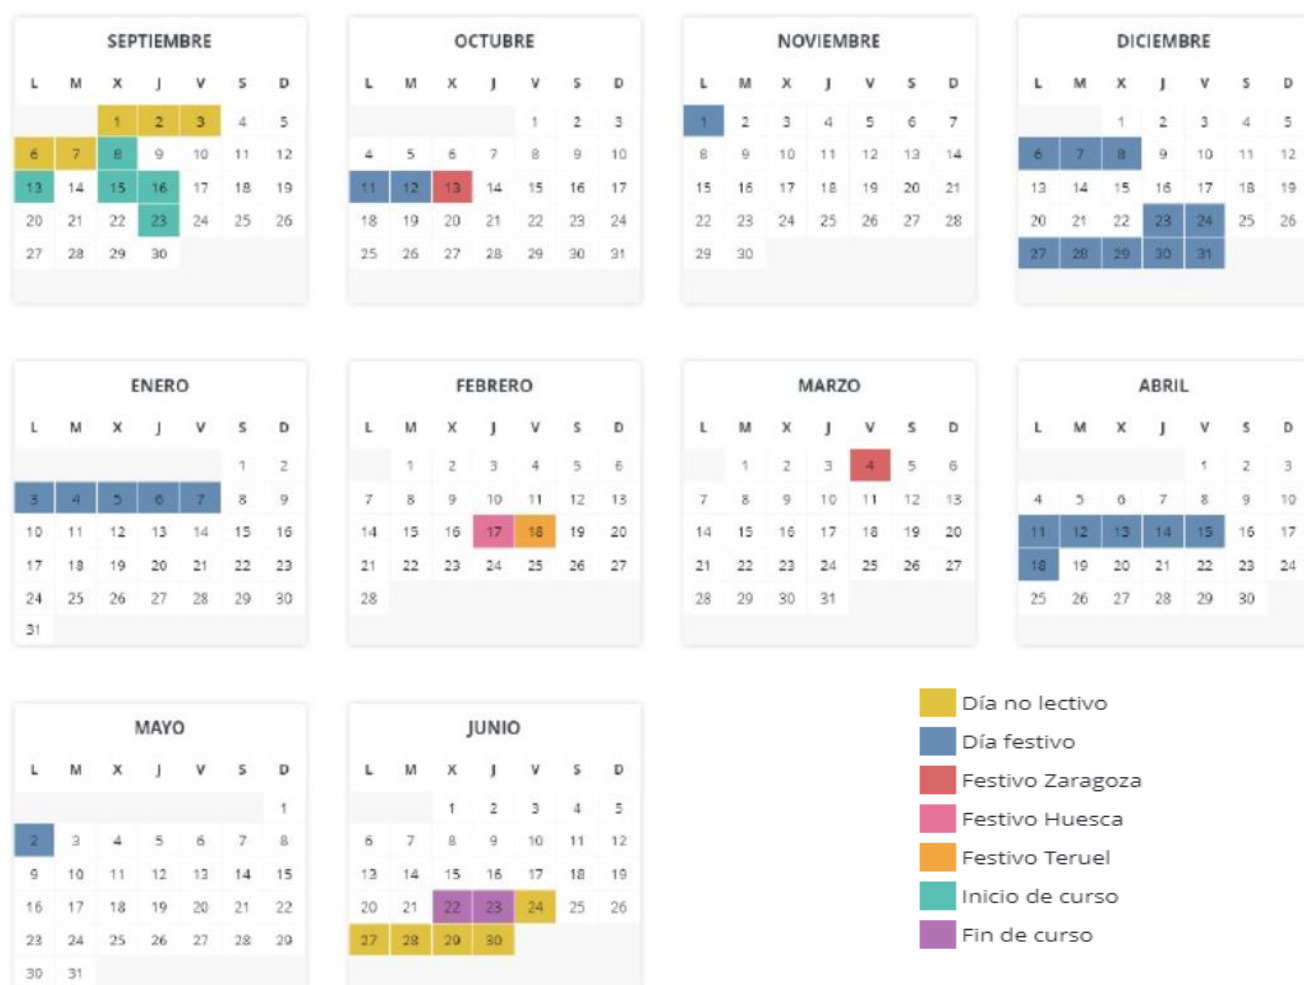 SEPTIEMBRE
L M X J V S D
1 2 3 4 5
6 7 8 9 10 11 12
13 14 15 16 17 18 19
20 21 22 23 24 25 26
27 28 29 30
OCTUBRE
L M X J V S D
1 2 3
4 5 6 7 8 9 10
11 12 13 14 15 16 17
18 19 20 21 22 23 24
25 26 27 28 29 30 31
NOVIEMBRE
L M X J V S D
1 2 3 4 5 6 7
8 9 10 11 12 13 14
15 16 17 18 19 20 21
22 23 24 25 26 27 28
29 30
DICIEMBRE
L M X J V S D
1 2 3 4 5
6 7 8 9 10 11 12
13 14 15 16 17 18 19
20 21 22 23 24 25 26
27 28 29 30 31
ENERO
L M X J V S D
1 2
3 4 5 6 7 8 9
10 11 12 13 14 15 16
17 18 19 20 21 22 23
24 25 26 27 28 29 30
31
FEBRERO
L M X J V S D
1 2 3 4 5 6
7 8 9 10 11 12 13
14 15 16 17 18 19 20
21 22 23 24 25 26 27
28
MARZO
L M X J V S D
1 2 3 4 5 6
7 8 9 10 11 12 13
14 15 16 17 18 19 20
21 22 23 24 25 26 27
28 29 30 31
ABRIL
L M X J V S D
1 2 3
4 5 6 7 8 9 10
11 12 13 14 15 16 17
18 19 20 21 22 23 24
25 26 27 28 29 30
MAYO
L M X J V S D
1
2 3 4 5 6 7 8
9 10 11 12 13 14 15
16 17 18 19 20 21 22
23 24 25 26 27 28 29
30 31
JUNIO
L M X J V S D
1 2 3 4 5
6 7 8 9 10 11 12
13 14 15 16 17 18 19
20 21 22 23 24 25 26
27 28 29 30
Día no lectivo
Día festivo
Festivo Zaragoza
Festivo Huesca
Festivo Teruel
Inicio de curso
Fin de curso